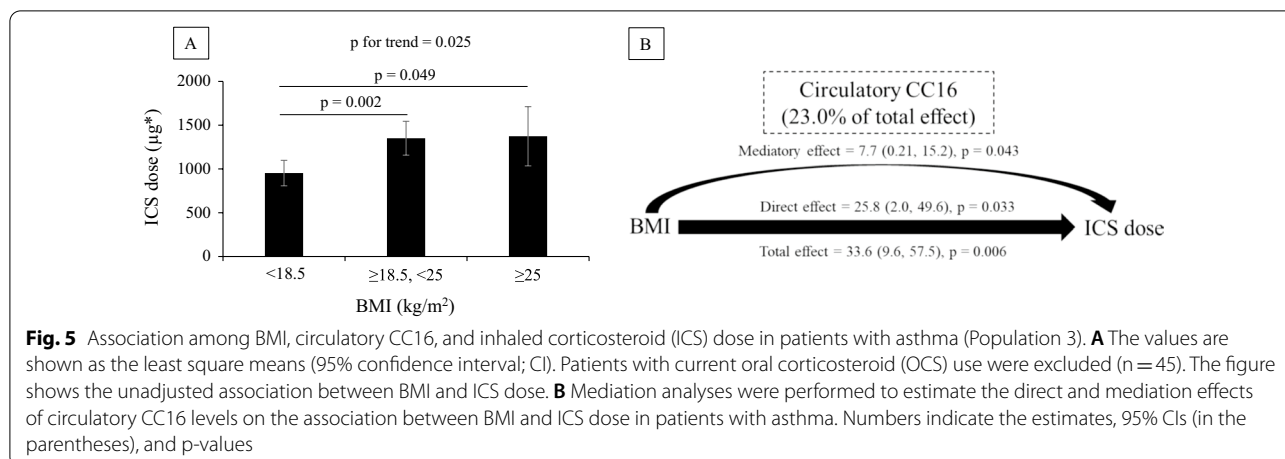 A
p for trend = 0.025
p = 0.049
p = 0.002
2000
1500
1000
500
0
ICS dose (µg*)
<18.5
≥18.5, <25
≥25
BMI (kg/m²)
B
Circulatory CC16
(23.0% of total effect)
Mediatory effect = 7.7 (0.21, 15.2), p = 0.043
Direct effect = 25.8 (2.0, 49.6), p = 0.033
BMI
ICS dose
Total effect = 33.6 (9.6, 57.5), p = 0.006
Fig. 5 Association among BMI, circulatory CC16, and inhaled corticosteroid (ICS) dose in patients with asthma (Population 3). A The values are
shown as the least square means (95% confidence interval; CI). Patients with current oral corticosteroid (OCS) use were excluded (n = 45). The figure
shows the unadjusted association between BMI and ICS dose. B Mediation analyses were performed to estimate the direct and mediation effects
of circulatory CC16 levels on the association between BMI and ICS dose in patients with asthma. Numbers indicate the estimates, 95% CIs (in the
parentheses), and p-values